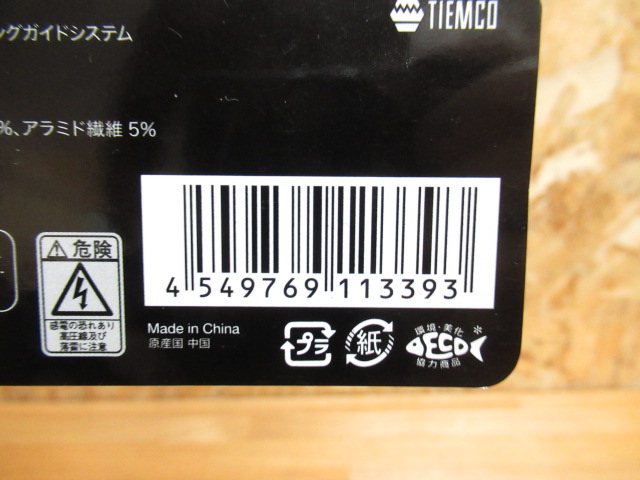 TIEMCO
ッグガイドシステム
%、アラミド繊維 5%
4 549769 113393
危険
感電の恐れあり
高圧線及び
落雷に注意
Made in China
原産国 中国
プラ
紙
環境・美化
ECO
協力商品